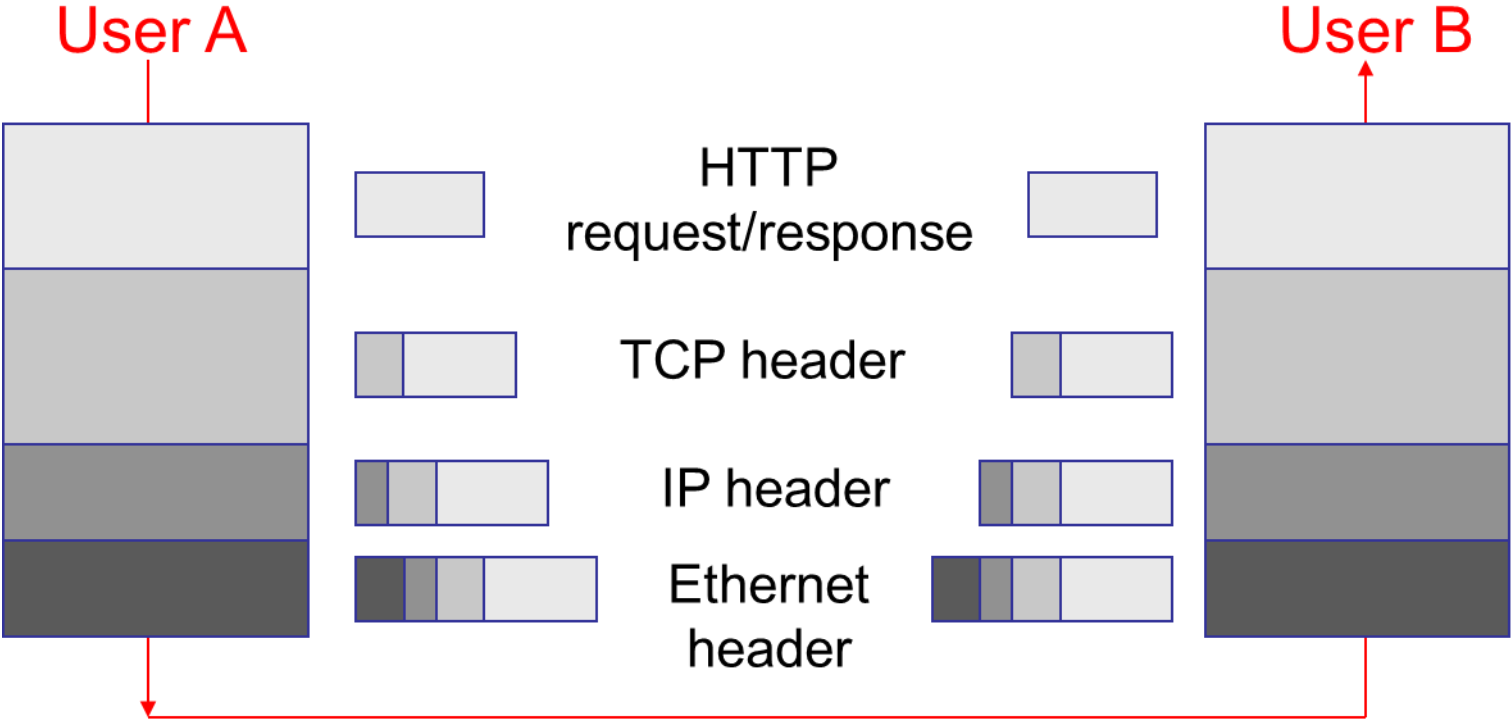 User A
User B
HTTP
request/response
TCP header
IP header
Ethernet
header